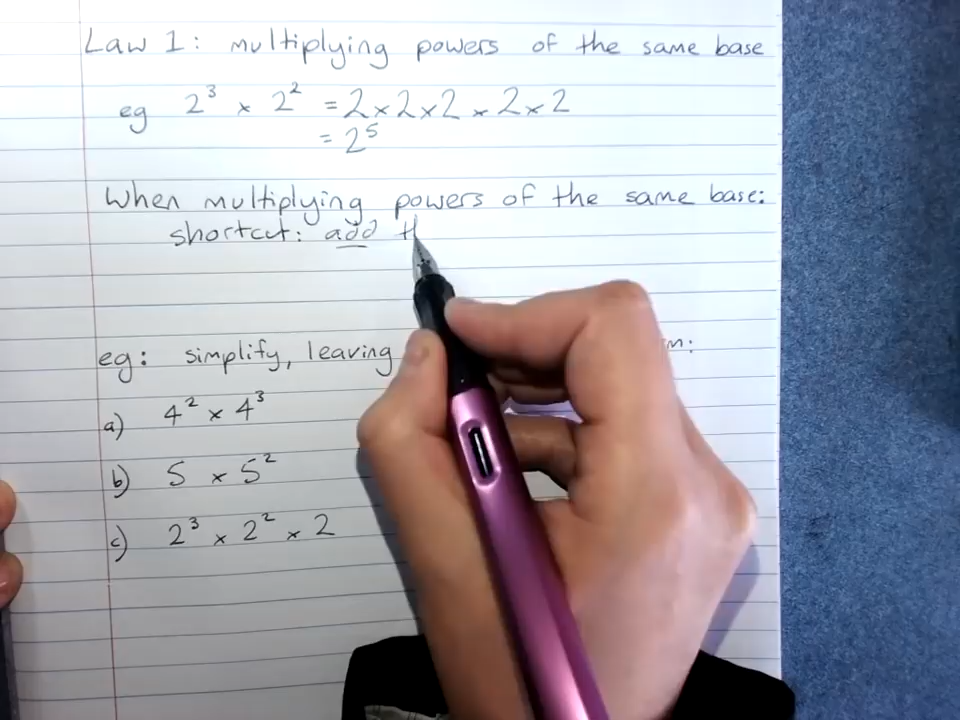 Law 1: multiplying powers of the same base
eg 2³ × 2² = 2 × 2 × 2 × 2 × 2
= 2⁵
When multiplying powers of the same base:
shortcut: add
eg: simplify, leaving
a) 4² × 4³
b) 5 × 5²
c) 2³ × 2² × 2